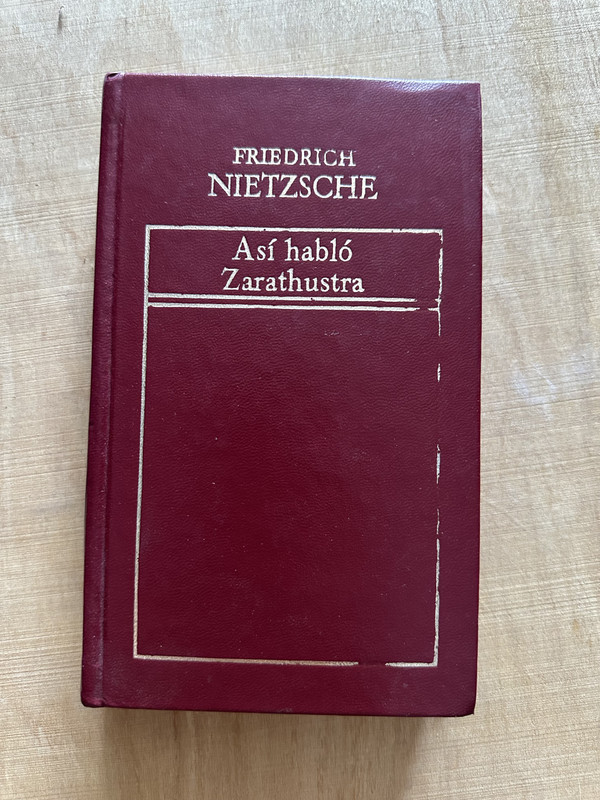 FRIEDRICH
NIETZSCHE
Así habló
Zarathustra